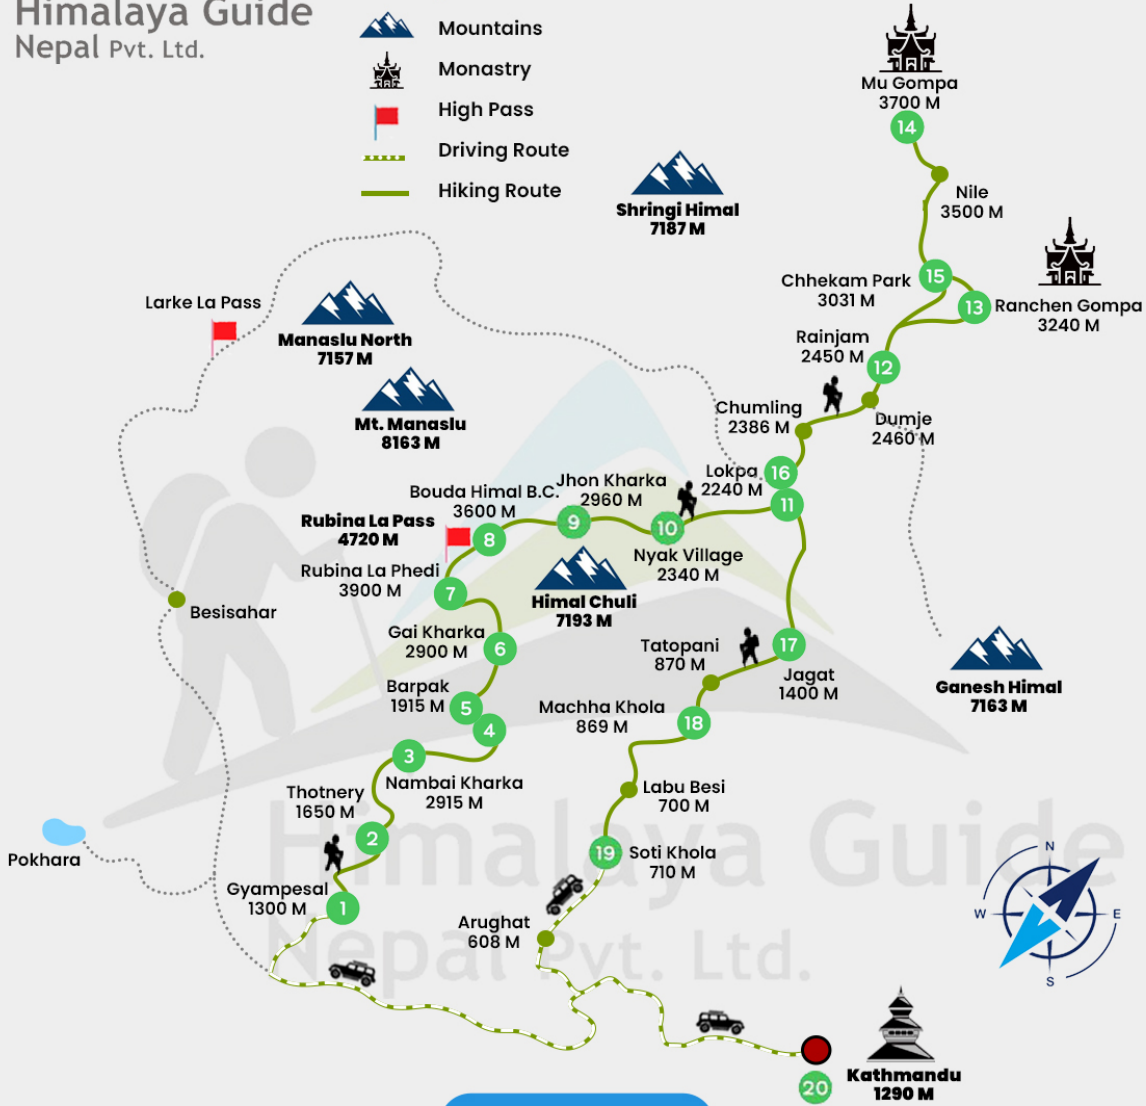 Himalaya Guide
Nepal Pvt. Ltd.
Mountains
Monastry
High Pass
Driving Route
Hiking Route
Mu Gompa
3700 M
14
Nile
3500 M
Shringi Himal
7187 M
Chhekam Park
3031 M
15
13
Ranchen Gompa
3240 M
Larke La Pass
Manaslu North
7157 M
Rainjam
2450 M
12
Mt. Manaslu
8163 M
Chumling
2386 M
Dumje
2460 M
Lokpa
2240 M
16
11
Jhon Kharka
2960 M
9
10
Nyak Village
2340 M
Bouda Himal B.C.
3600 M
8
Rubina La Pass
4720 M
Rubina La Phedi
3900 M
7
Himal Chuli
7193 M
Besisahar
Gai Kharka
2900 M
6
Tatopani
870 M
17
Jagat
1400 M
Ganesh Himal
7163 M
Barpak
1915 M
5
4
Machha Khola
869 M
18
3
Nambai Kharka
2915 M
Labu Besi
700 M
Thotnery
1650 M
2
Himalaya Guide
Nepal Pvt. Ltd.
19
Soti Khola
710 M
Pokhara
Gyampesal
1300 M
1
Arughat
608 M
N
W
E
S
Kathmandu
1290 M
20